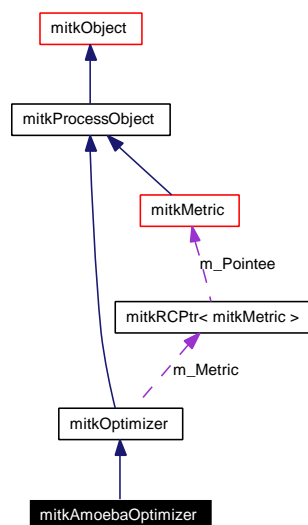 mitkObject
mitkProcessObject
mitkMetric
m_Pointee
mitkRCPtr< mitkMetric >
m_Metric
mitkOptimizer
mitkAmoebaOptimizer